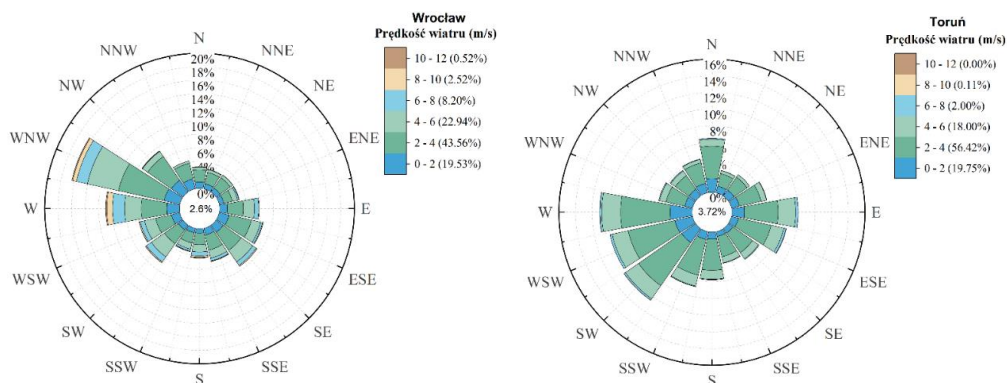 Wrocław
Prędkość wiatru (m/s)
10 - 12 (0.52%)
8 - 10 (2.52%)
6 - 8 (8.20%)
4 - 6 (22.94%)
2 - 4 (43.56%)
0 - 2 (19.53%)
N
NNE
NE
ENE
E
ESE
SE
SSE
S
SSW
SW
WSW
W
WNW
NW
NNW
20%
18%
16%
14%
12%
10%
8%
6%
4%
0%
2.6%
Toruń
Prędkość wiatru (m/s)
10 - 12 (0.00%)
8 - 10 (0.11%)
6 - 8 (2.00%)
4 - 6 (18.00%)
2 - 4 (56.42%)
0 - 2 (19.75%)
N
NNE
NE
ENE
E
ESE
SE
SSE
S
SSW
SW
WSW
W
WNW
NW
NNW
16%
14%
12%
10%
8%
6%
4%
0%
3.72%